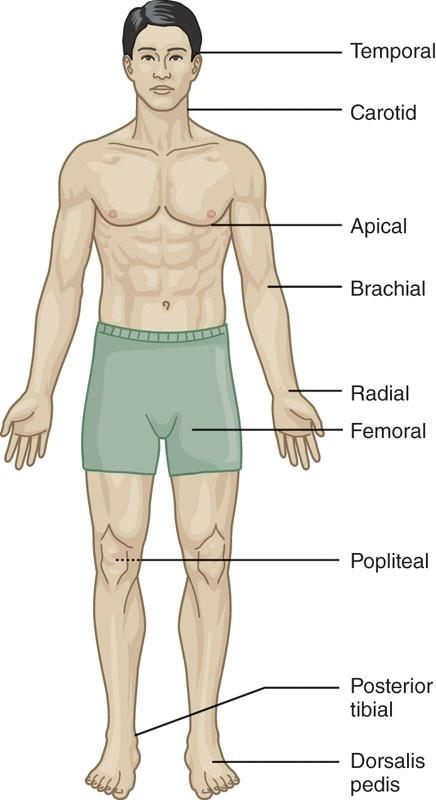 Temporal
Carotid
Apical
Brachial
Radial
Femoral
Popliteal
Posterior
tibial
Dorsalis
pedis